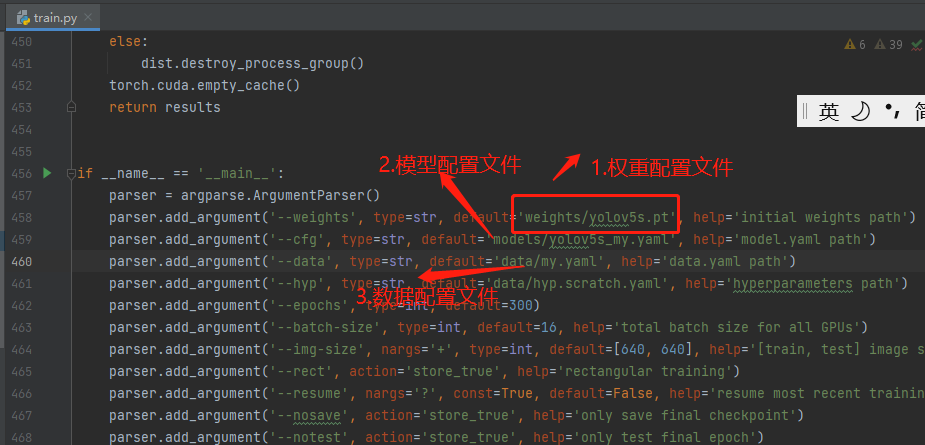 train.py
6 39
450 else:
451 dist.destroy_process_group()
452 torch.cuda.empty_cache()
453 return results
454
455
英 简
2.模型配置文件
1.权重配置文件
456 if __name__ == '__main__':
457 parser = argparse.ArgumentParser()
458 parser.add_argument('--weights', type=str, default='weights/yolov5s.pt', help='initial weights path')
459 parser.add_argument('--cfg', type=str, default='models/yolov5s_my.yaml', help='model.yaml path')
460 parser.add_argument('--data', type=str, default='data/my.yaml', help='data.yaml path')
461 parser.add_argument('--hyp', type=str, default='data/hyp.scratch.yaml', help='hyperparameters path')
3.数据配置文件
462 parser.add_argument('--epochs', type=int, default=300)
463 parser.add_argument('--batch-size', type=int, default=16, help='total batch size for all GPUs')
464 parser.add_argument('--img-size', nargs='+', type=int, default=[640, 640], help='[train, test] image s
465 parser.add_argument('--rect', action='store_true', help='rectangular training')
466 parser.add_argument('--resume', nargs='?', const=True, default=False, help='resume most recent trainin
467 parser.add_argument('--nosave', action='store_true', help='only save final checkpoint')
468 parser.add_argument('--notest', action='store_true', help='only test final epoch')